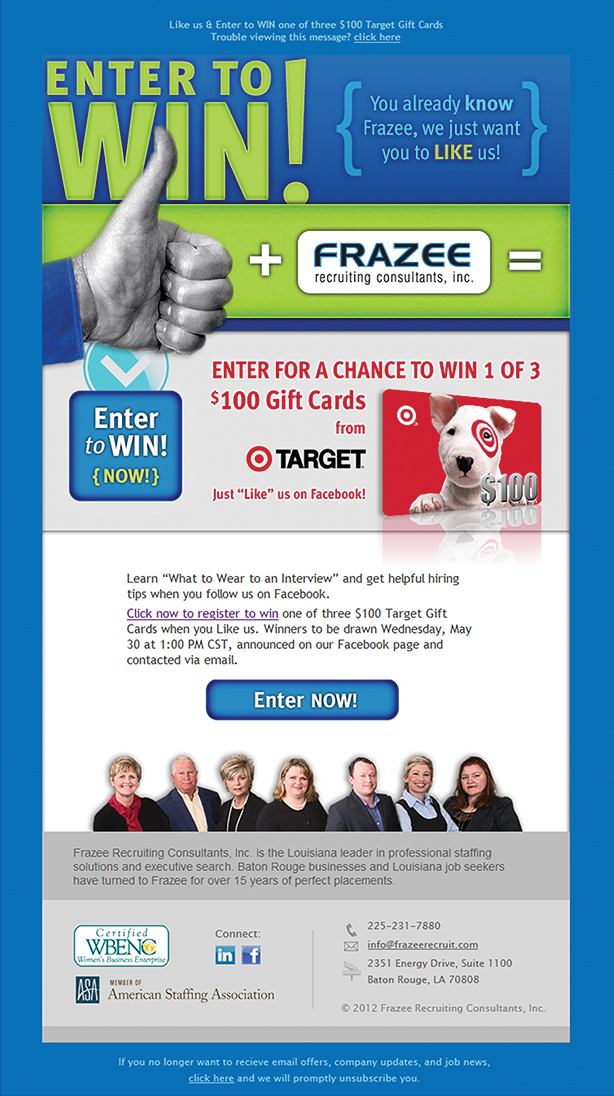 Like us & Enter to WIN one of three $100 Target Gift Cards
Trouble viewing this message? click here
ENTER TO
WIN!
{ You already know
Frazee, we just want
you to LIKE us! }
+ FRAZEE =
recruiting consultants, inc.
ENTER FOR A CHANCE TO WIN 1 OF 3
$100 Gift Cards
from
TARGET
Just “Like” us on Facebook!
$100
Enter
to WIN!
{ NOW! }
Learn “What to Wear to an Interview” and get helpful hiring
tips when you follow us on Facebook.
Click now to register to win one of three $100 Target Gift
Cards when you Like us. Winners to be drawn Wednesday, May
30 at 1:00 PM CST, announced on our Facebook page and
contacted via email.
Enter NOW!
Frazee Recruiting Consultants, Inc. is the Louisiana leader in professional staffing
solutions and executive search. Baton Rouge businesses and Louisiana job seekers
have turned to Frazee for over 15 years of perfect placements.
Certified
WBENC
Women's Business Enterprise
ASA
MEMBER OF
American Staffing Association
Connect:
in f
225-231-7880
info@frazeerecruit.com
2351 Energy Drive, Suite 1100
Baton Rouge, LA 70808
© 2012 Frazee Recruiting Consultants, Inc.
If you no longer want to recieve email offers, company updates, and job news,
click here and we will promptly unsubscribe you.